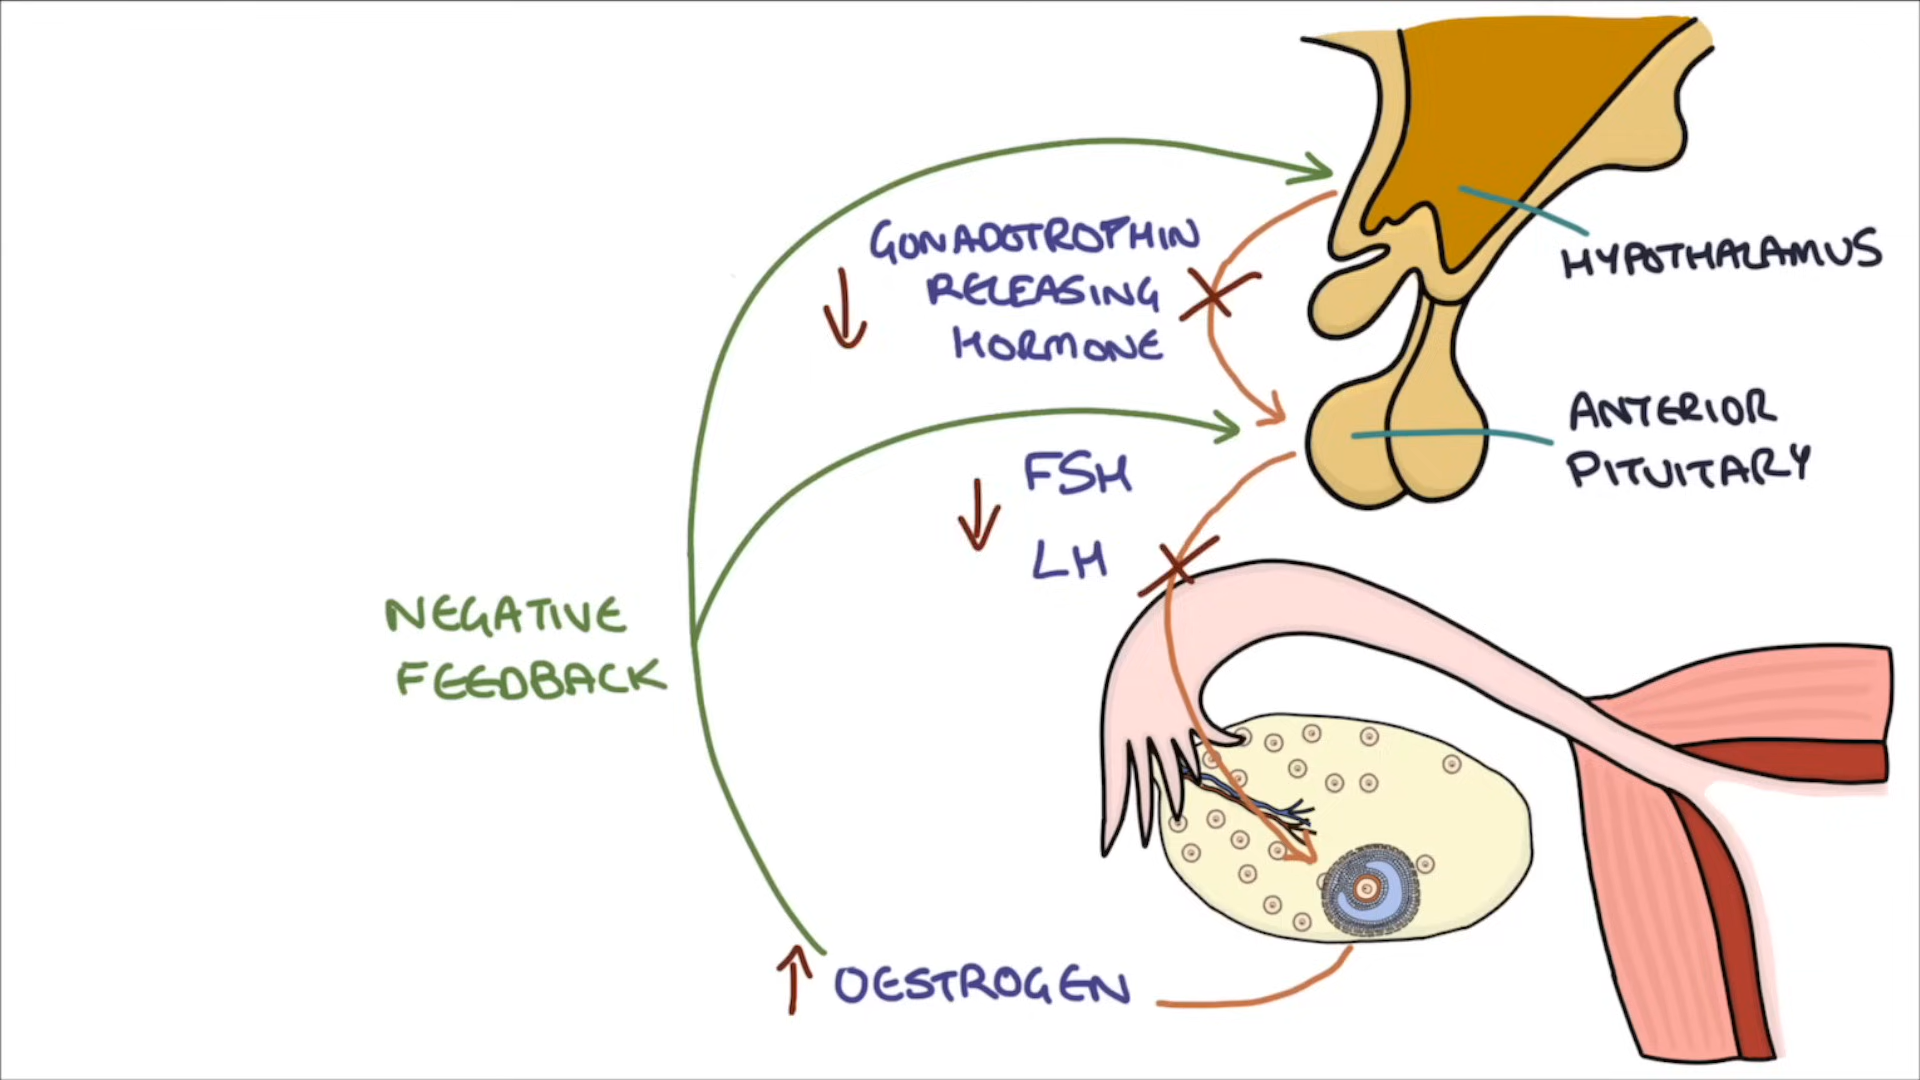 GONADOTROPHIN
RELEASING
HORMONE
HYPOTHALAMUS
ANTERIOR
PITUITARY
FSH
LH
NEGATIVE
FEEDBACK
OESTROGEN